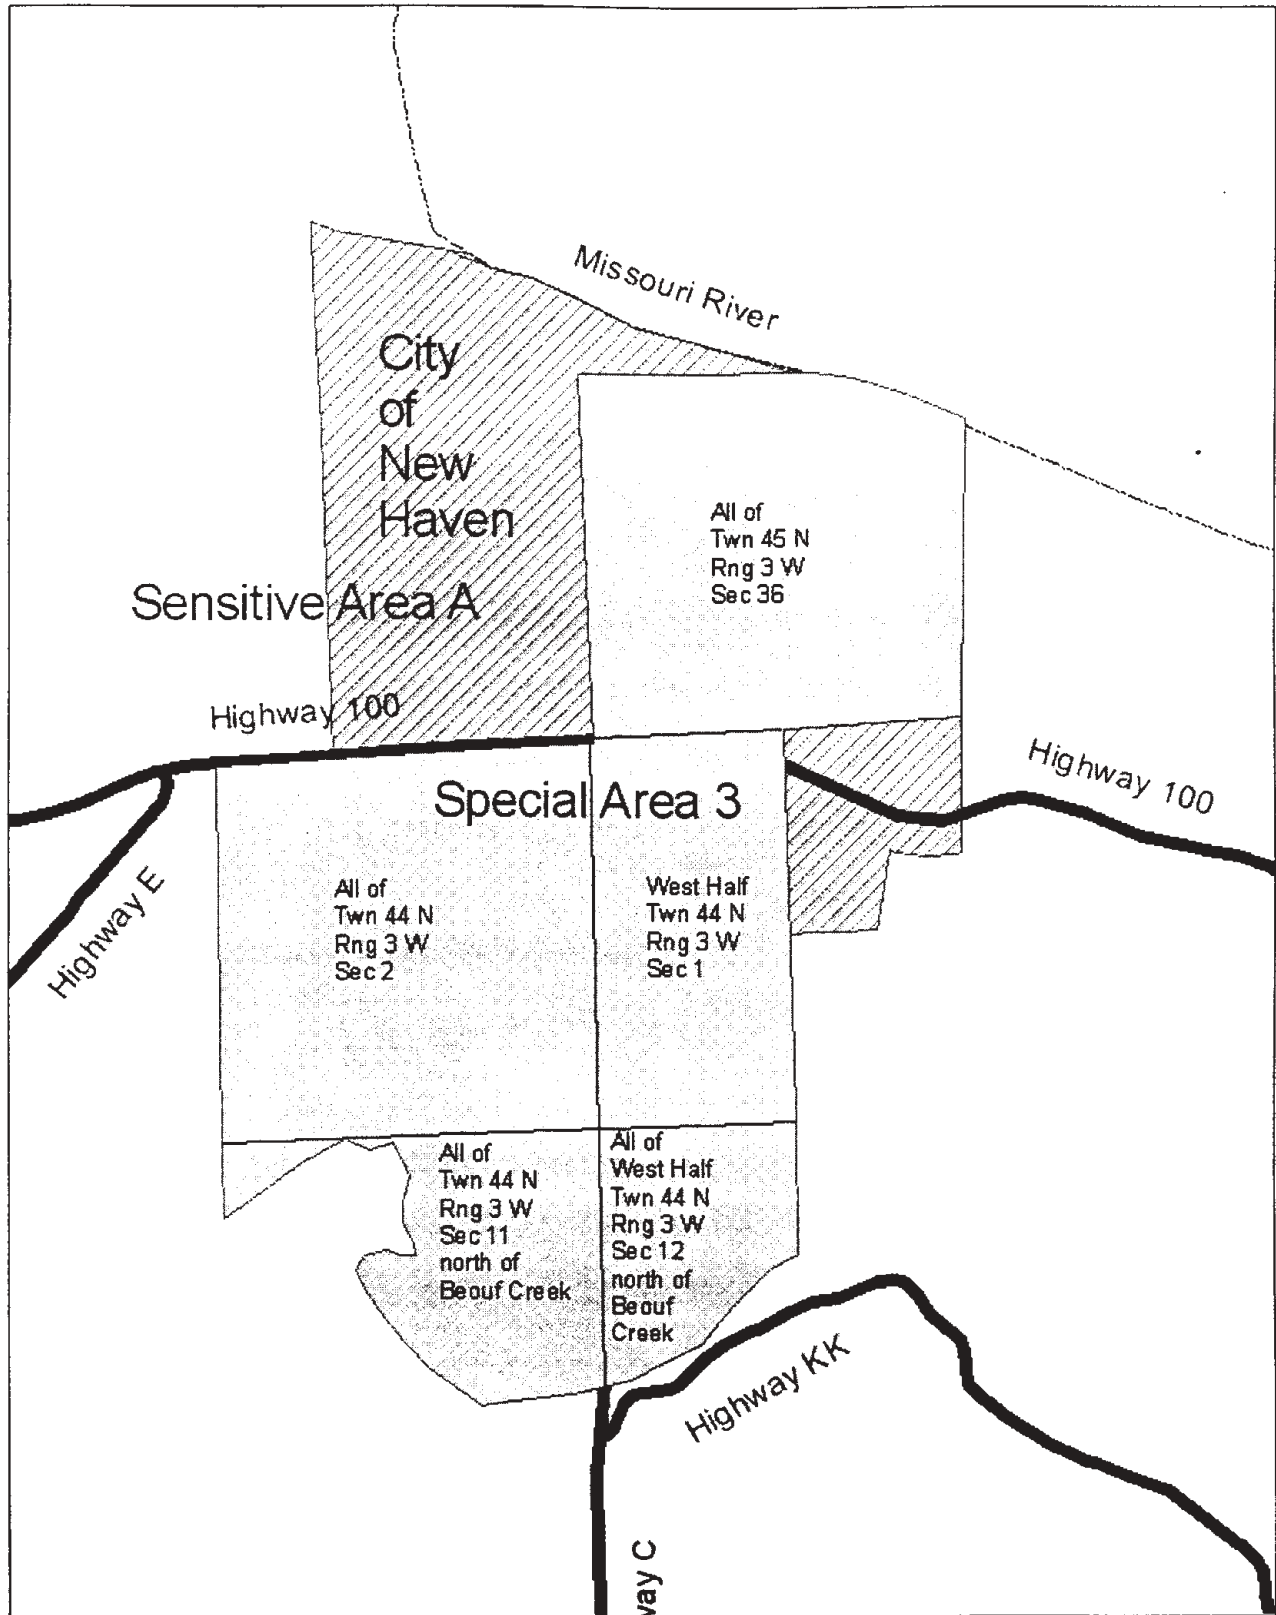 Missouri River
City
of
New
Haven
All of
Twn 45 N
Rng 3 W
Sec 36
Sensitive Area A
Highway 100
Special Area 3
Highway 100
Highway E
All of
Twn 44 N
Rng 3 W
Sec 2
West Half
Twn 44 N
Rng 3 W
Sec 1
All of
Twn 44 N
Rng 3 W
Sec 11
north of
Beouf Creek
All of
West Half
Twn 44 N
Rng 3 W
Sec 12
north of
Beouf
Creek
Highway KK
way C